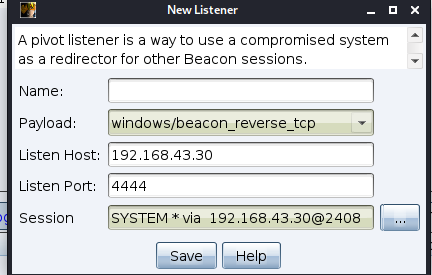 New Listener
A pivot listener is a way to use a compromised system
as a redirector for other Beacon sessions.
Name:
Payload: windows/beacon_reverse_tcp
Listen Host: 192.168.43.30
Listen Port: 4444
Session SYSTEM * via 192.168.43.30@2408 ...
Save Help